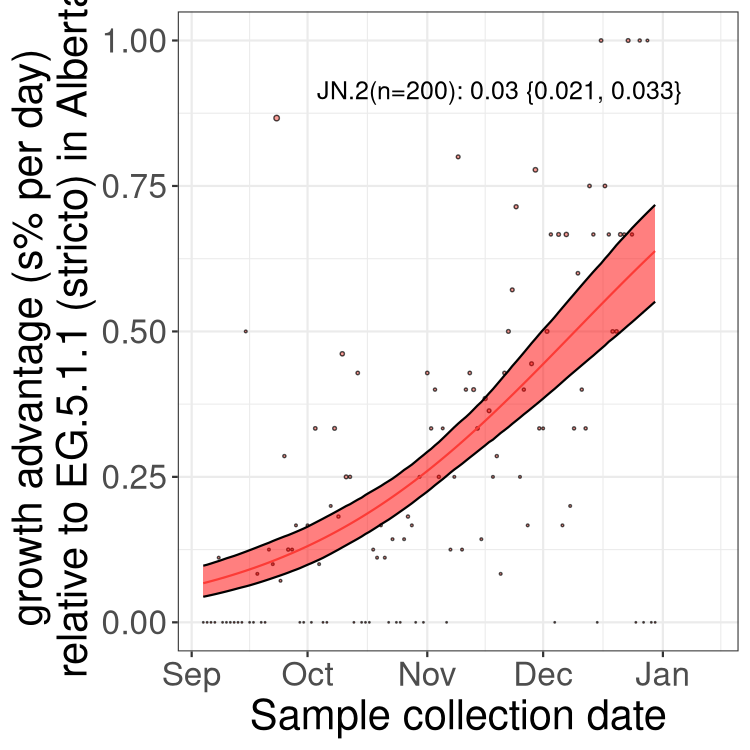 growth advantage (s% per day)
relative to EG.5.1.1 (stricto) in Alberta
1.00
0.75
0.50
0.25
0.00
JN.2(n=200): 0.03 {0.021, 0.033}
Sep Oct Nov Dec Jan
Sample collection date